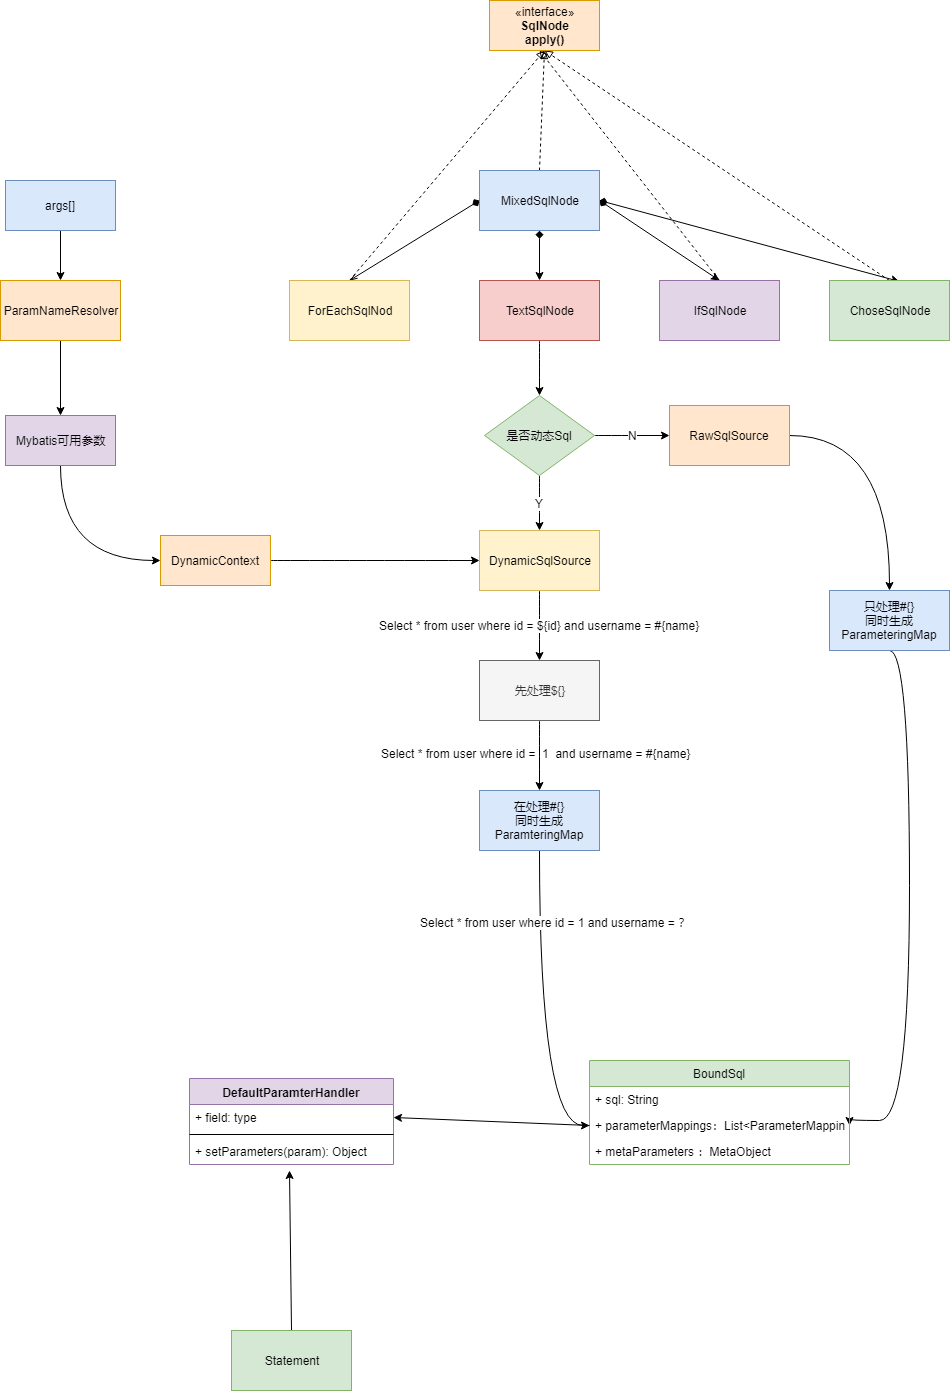 «interface»
SqlNode
apply()
args[]
MixedSqlNode
ParamNameResolver
ForEachSqlNod
TextSqlNode
IfSqlNode
ChoseSqlNode
Mybatis可用参数
是否动态Sql
N
RawSqlSource
Y
DynamicContext
DynamicSqlSource
只处理#{}
同时生成
ParameteringMap
Select * from user where id = ${id} and username = #{name}
先处理${}
Select * from user where id =  1  and username = #{name}
在处理#{}
同时生成
ParamteringMap
Select * from user where id = 1 and username = ?
BoundSql
+ sql: String
+ parameterMappings：List<ParameterMappin
+ metaParameters ：MetaObject
DefaultParamterHandler
+ field: type
+ setParameters(param): Object
Statement